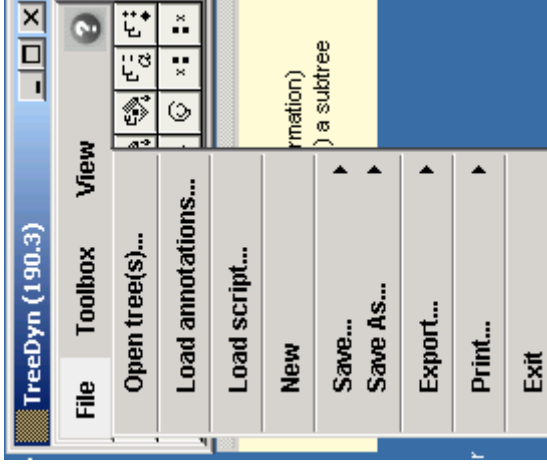 TreeDyn (190.3)
File Toolbox View ?
Open tree(s)...
Load annotations...
Load script...
New
Save...
Save As...
Export...
Print...
Exit
rmation)
) a subtree
r